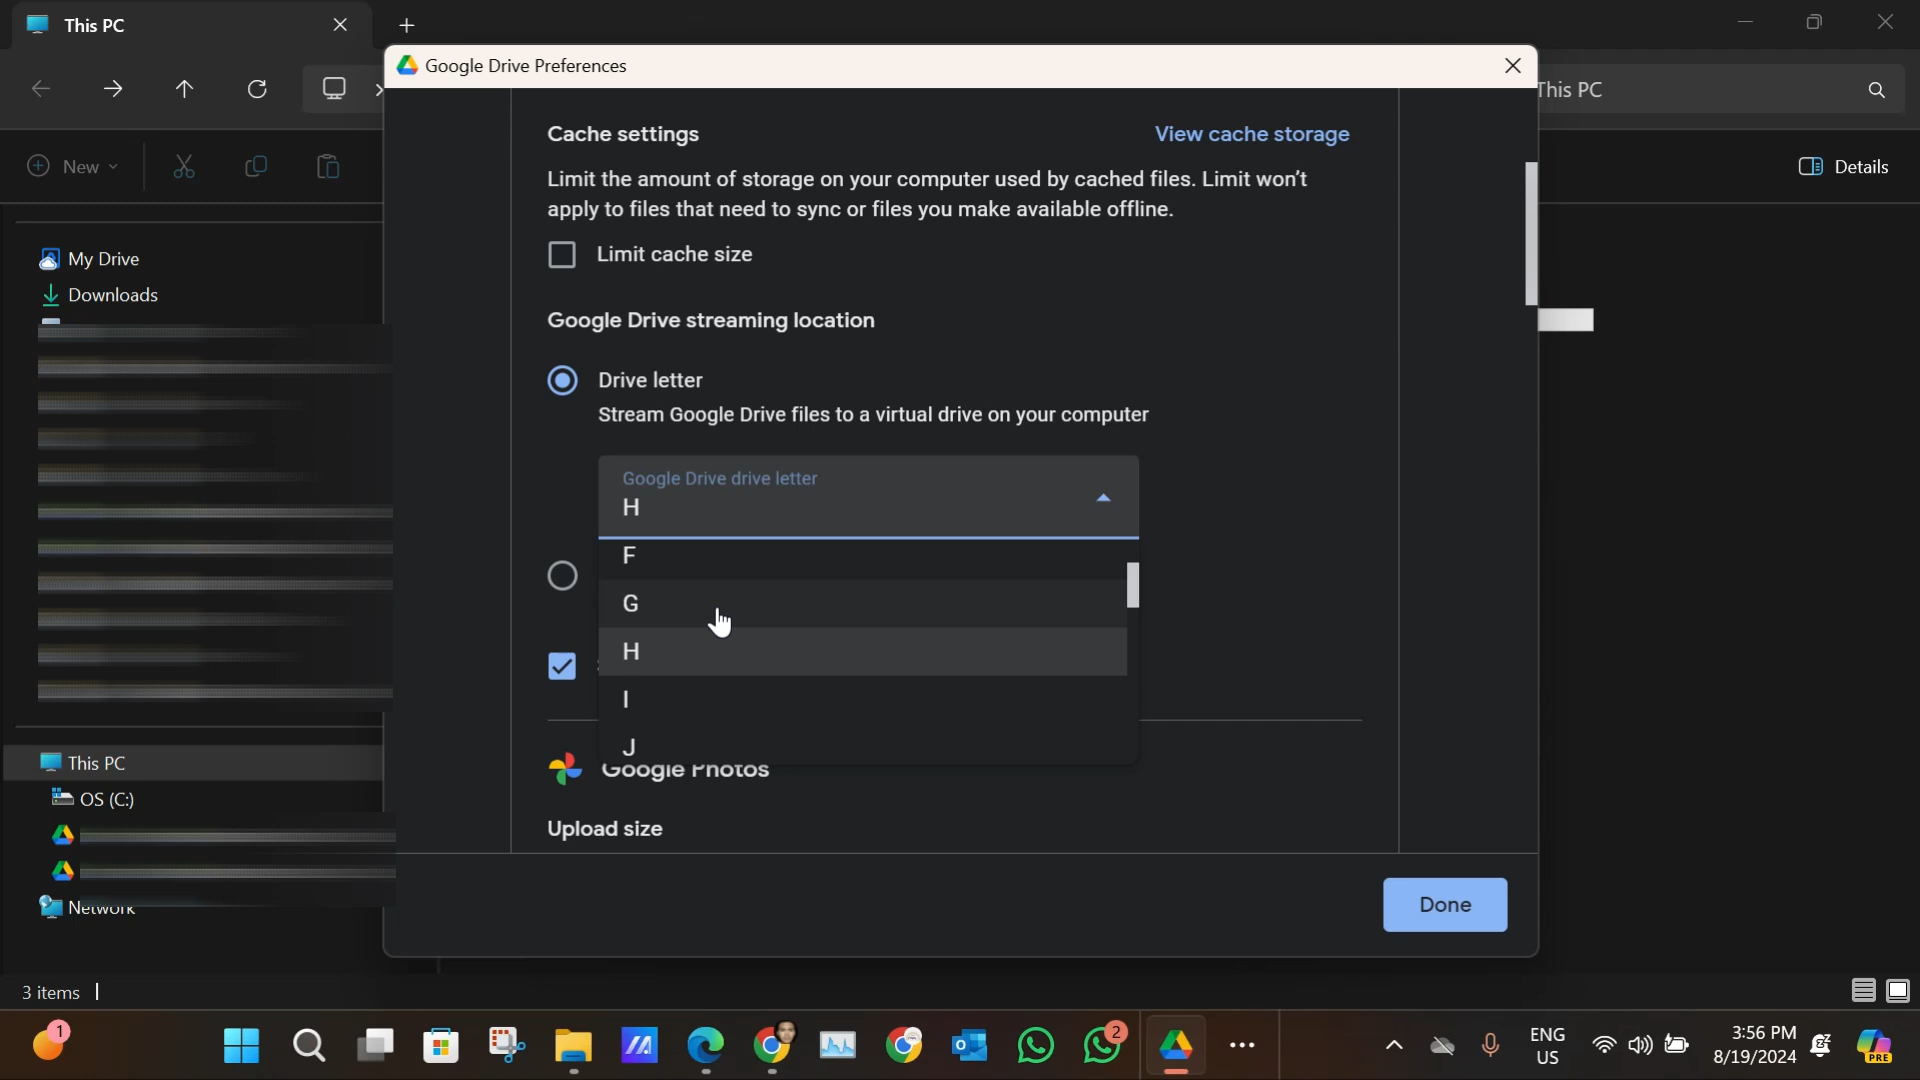 This PC
Google Drive Preferences
This PC
New
Details
My Drive
Downloads
This PC
OS (C:)
Network
3 items
Cache settings
View cache storage
Limit the amount of storage on your computer used by cached files. Limit won't
apply to files that need to sync or files you make available offline.
Limit cache size
Google Drive streaming location
Drive letter
Stream Google Drive files to a virtual drive on your computer
Google Drive drive letter
H
F
G
H
I
J
Google Photos
Upload size
Done
1
2
ENG
US
3:56 PM
8/19/2024
PRE